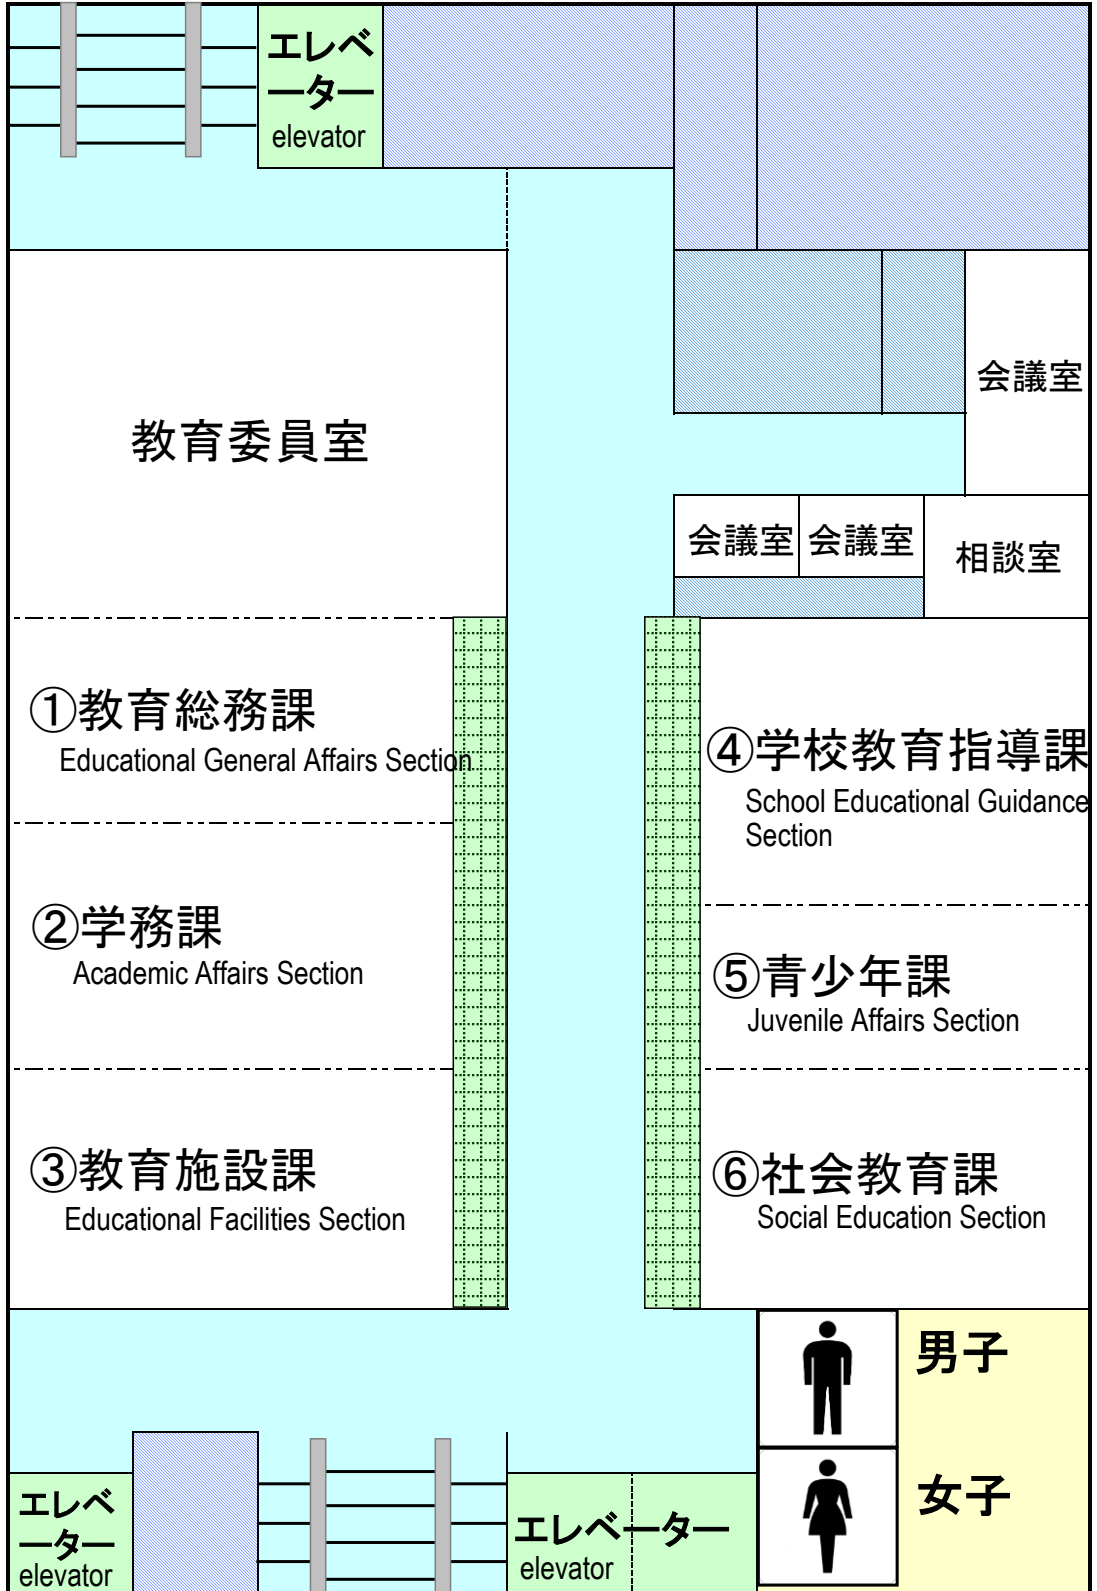 エレベ
ーター
elevator
会議室
教育委員室
会議室
会議室
相談室
①教育総務課
Educational General Affairs Section
②学務課
Academic Affairs Section
③教育施設課
Educational Facilities Section
④学校教育指導課
School Educational Guidance
Section
⑤青少年課
Juvenile Affairs Section
⑥社会教育課
Social Education Section
男子
女子
エレベ
ーター
elevator
エレベーター
elevator